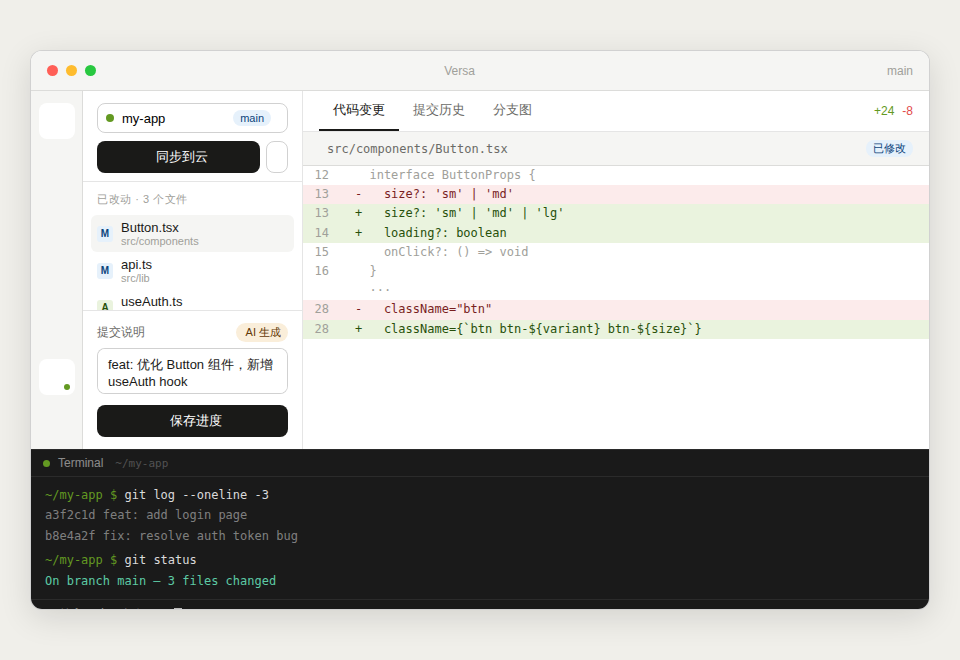 Versa
main
my-app
main
同步到云
已改动 · 3 个文件
M
Button.tsx
src/components
M
api.ts
src/lib
A
useAuth.ts
提交说明
AI 生成
feat: 优化 Button 组件，新增
useAuth hook
保存进度
代码变更
提交历史
分支图
+24 -8
src/components/Button.tsx
已修改
12 interface ButtonProps {
13 - size?: 'sm' | 'md'
13 + size?: 'sm' | 'md' | 'lg'
14 + loading?: boolean
15 onClick?: () => void
16 }
...
28 - className="btn"
28 + className={`btn btn-${variant} btn-${size}`}
Terminal ~/my-app
~/my-app $ git log --oneline -3
a3f2c1d feat: add login page
b8e4a2f fix: resolve auth token bug
~/my-app $ git status
On branch main — 3 files changed